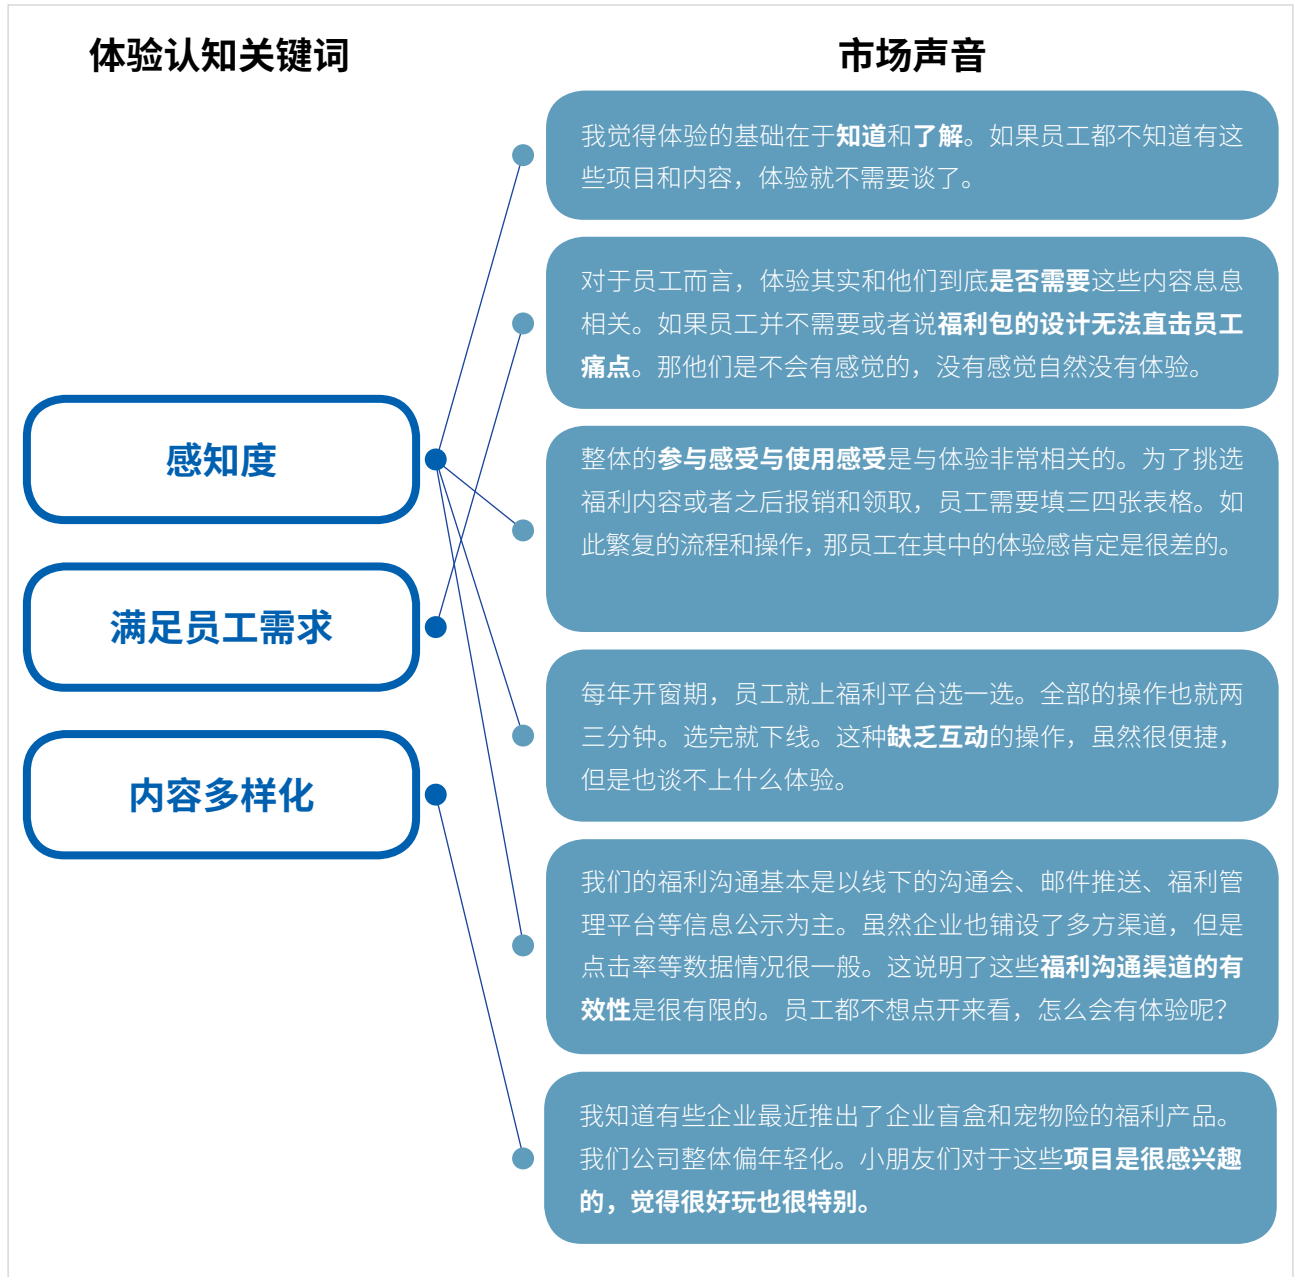 体验认知关键词
市场声音
感知度
满足员工需求
内容多样化
我觉得体验的基础在于知道和了解。如果员工都不知道有这
些项目和内容，体验就不需要谈了。
对于员工而言，体验其实和他们到底是否需要这些内容息息
相关。如果员工并不需要或者说福利包的设计无法直击员工
痛点。那他们是不会有感觉的，没有感觉自然没有体验。
整体的参与感受与使用感受是与体验非常相关的。为了挑选
福利内容或者之后报销和领取，员工需要填三四张表格。如
此繁复的流程和操作，那员工在其中的体验感肯定是很差的。
每年开窗期，员工就上福利平台选一选。全部的操作也就两
三分钟。选完就下线。这种缺乏互动的操作，虽然很便捷，
但是也谈不上什么体验。
我们的福利沟通基本是以线下的沟通会、邮件推送、福利管
理平台等信息公示为主。虽然企业也铺设了多方渠道，但是
点击率等数据情况很一般。这说明了这些福利沟通渠道的有
效性是很有限的。员工都不想点开来看，怎么会有体验呢？
我知道有些企业最近推出了企业盲盒和宠物险的福利产品。
我们公司整体偏年轻化。小朋友们对于这些项目是很感兴趣
的，觉得很好玩也很特别。